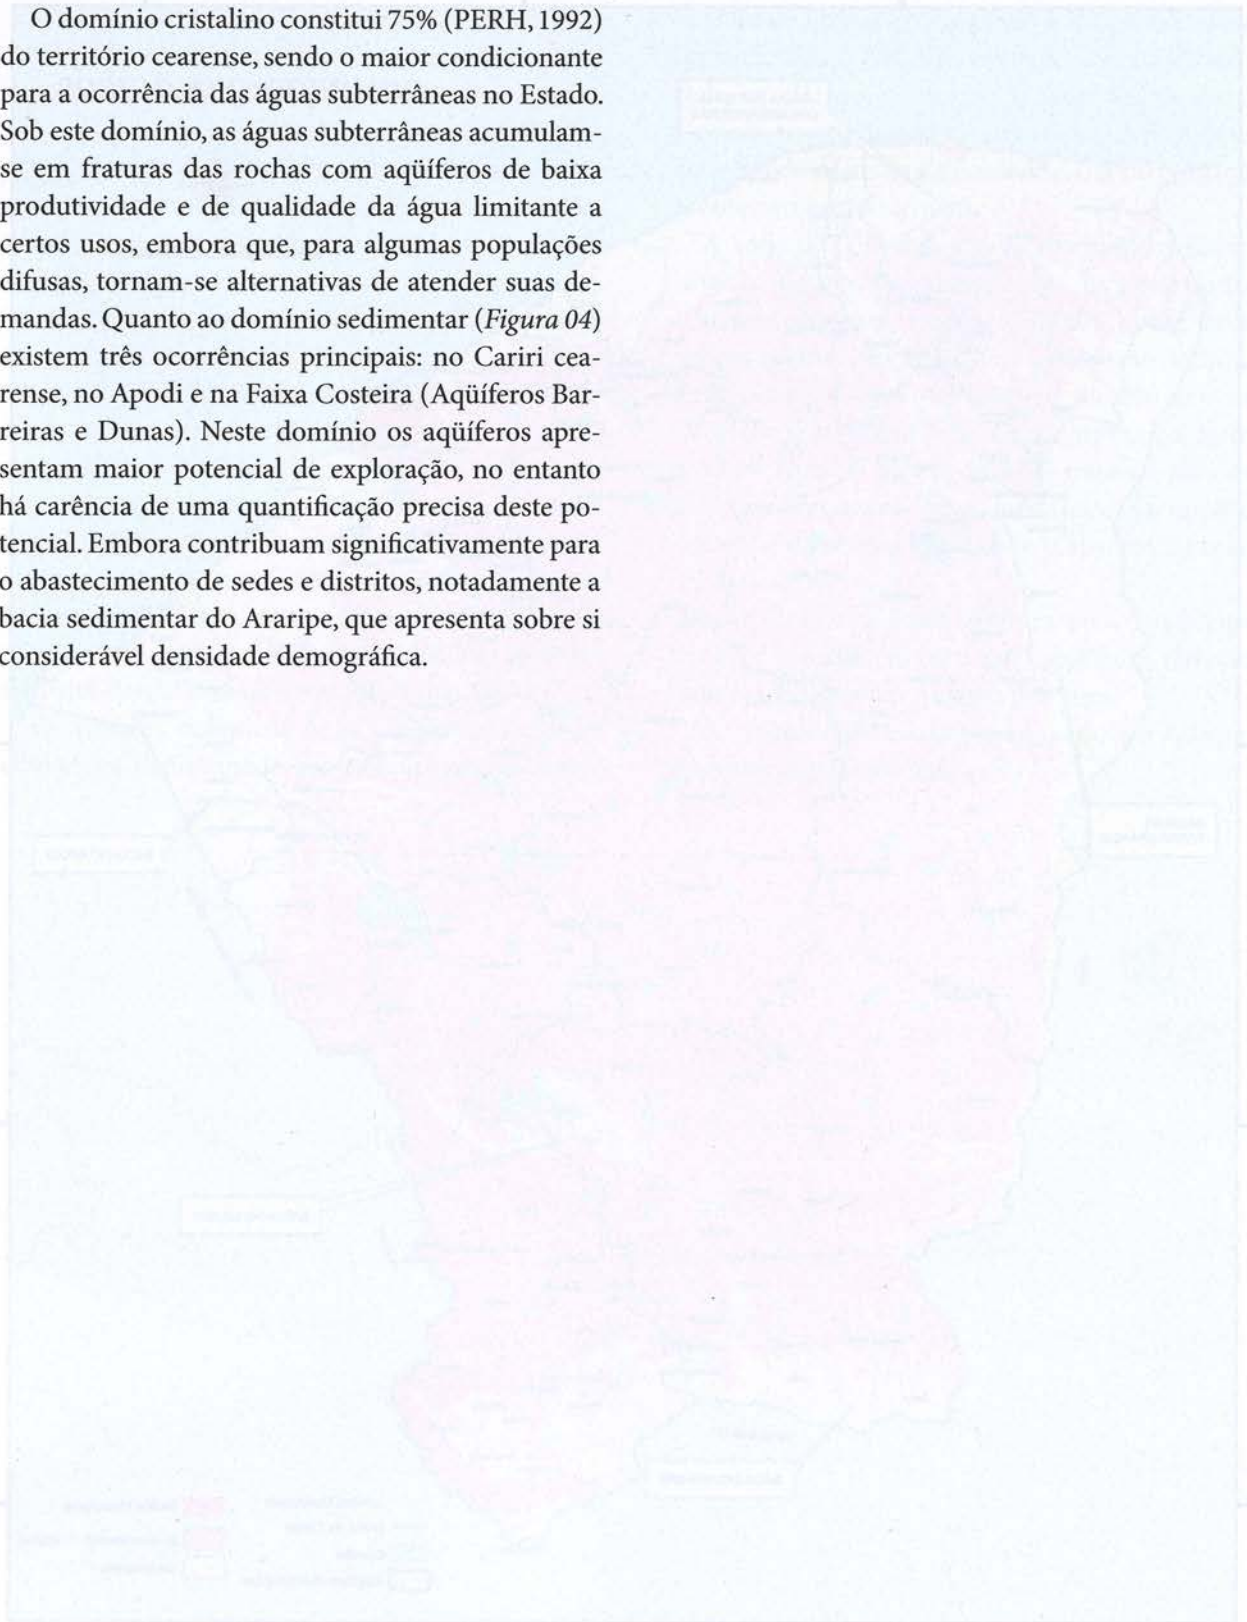 O domínio cristalino constitui 75% (PERH, 1992)
do território cearense, sendo o maior condicionante
para a ocorrência das águas subterrâneas no Estado.
Sob este domínio, as águas subterrâneas acumulam-
se em fraturas das rochas com aqüíferos de baixa
produtividade e de qualidade da água limitante a
certos usos, embora que, para algumas populações
difusas, tornam-se alternativas de atender suas de-
mandas. Quanto ao domínio sedimentar (Figura 04)
existem três ocorrências principais: no Cariri cea-
rense, no Apodi e na Faixa Costeira (Aqüíferos Bar-
reiras e Dunas). Neste domínio os aqüíferos apre-
sentam maior potencial de exploração, no entanto
há carência de uma quantificação precisa deste po-
tencial. Embora contribuam significativamente para
o abastecimento de sedes e distritos, notadamente a
bacia sedimentar do Araripe, que apresenta sobre si
considerável densidade demográfica.